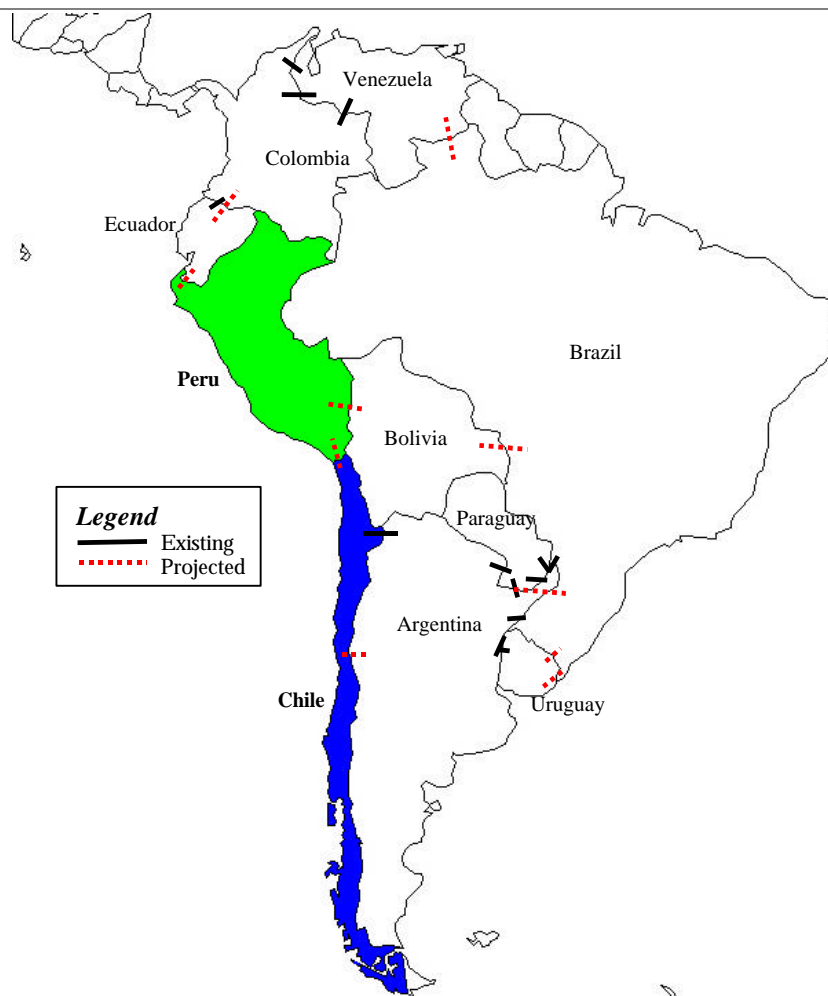 Venezuela
Colombia
Ecuador
Brazil
Peru
Bolivia
Legend
Existing
Projected
Paraguay
Argentina
Chile
Uruguay